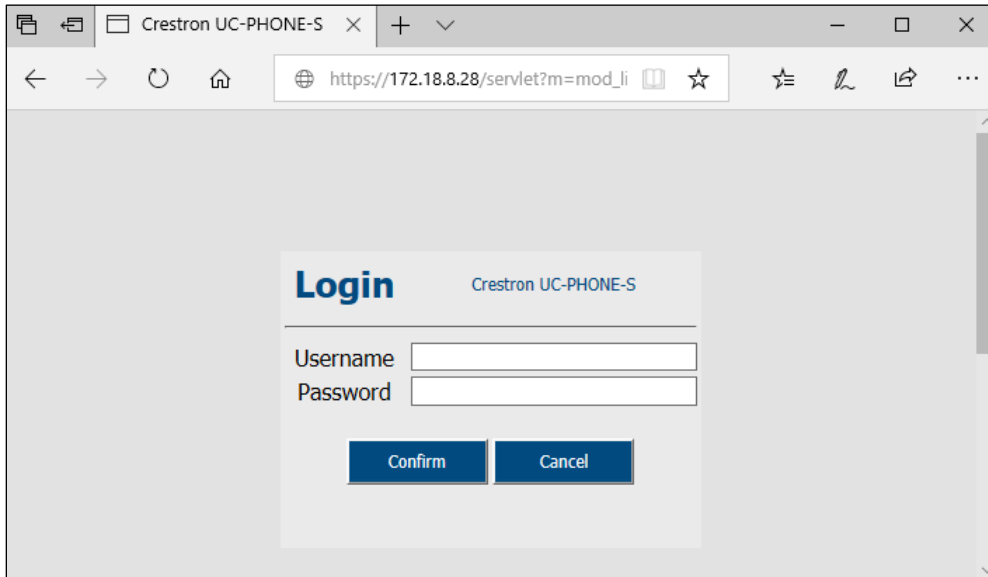 Crestron UC-PHONE-S
https://172.18.8.28/servlet?m=mod_li
Login
Crestron UC-PHONE-S
Username
Password
Confirm
Cancel